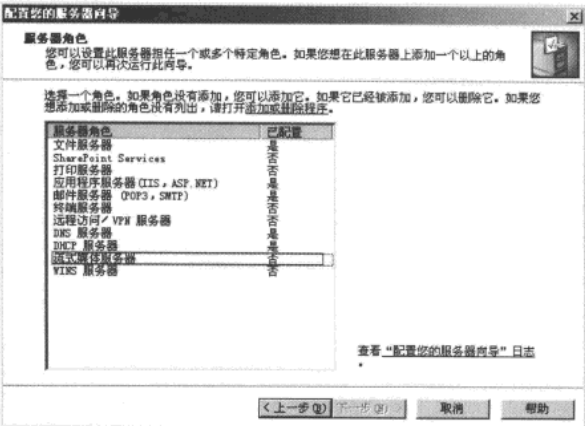 配置您的服务器向导
服务器角色
您可以设置此服务器担任一个或多个特定角色。如果您想在此服务器上添加一个以上的角
色，您可以再次运行此向导。
选择一个角色。如果角色没有添加，您可以添加它。如果它已经被添加，您可以删除它。如果您
想添加或删除的角色没有列出，请打开添加或删除程序。
服务器角色 已配置
文件服务器 是
SharePoint Services 否
打印服务器 否
应用程序服务器(IIS，ASP.NET) 是
邮件服务器 (POP3，SMTP) 是
终端服务器 否
远程访问/VPN 服务器 否
DNS 服务器 是
DHCP 服务器 是
流式媒体服务器 否
WINS 服务器 否
查看“配置您的服务器向导”日志
。
<上一步(B) 下一步(N)> 取消 帮助